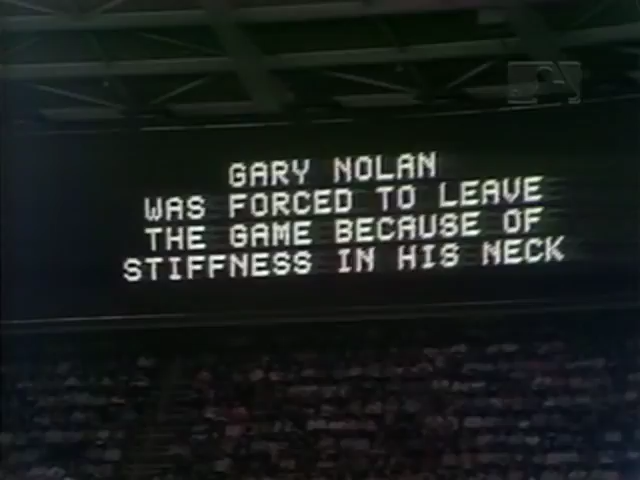 GARY NOLAN
WAS FORCED TO LEAVE
THE GAME BECAUSE OF
STIFFNESS IN HIS NECK